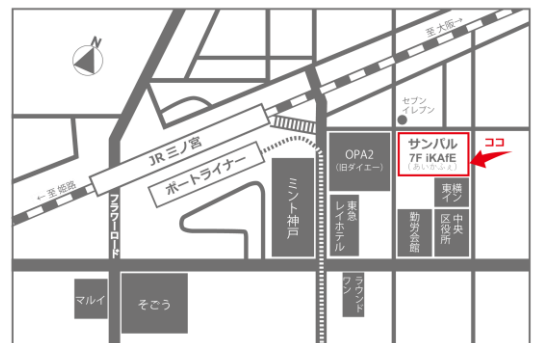 N
至 大阪→
セブン
イレブン
JR 三ノ宮
ポートライナー
← 至 姫路
フラワーロード
ミント神戸
OPA2
(旧ダイエー)
サンパル
7F iKAfE
(あいかふぇ)
ココ
東急
レイホテル
東横
イン
勤労
会館
中央
区役所
マルイ
そごう
ラウンド
ワン